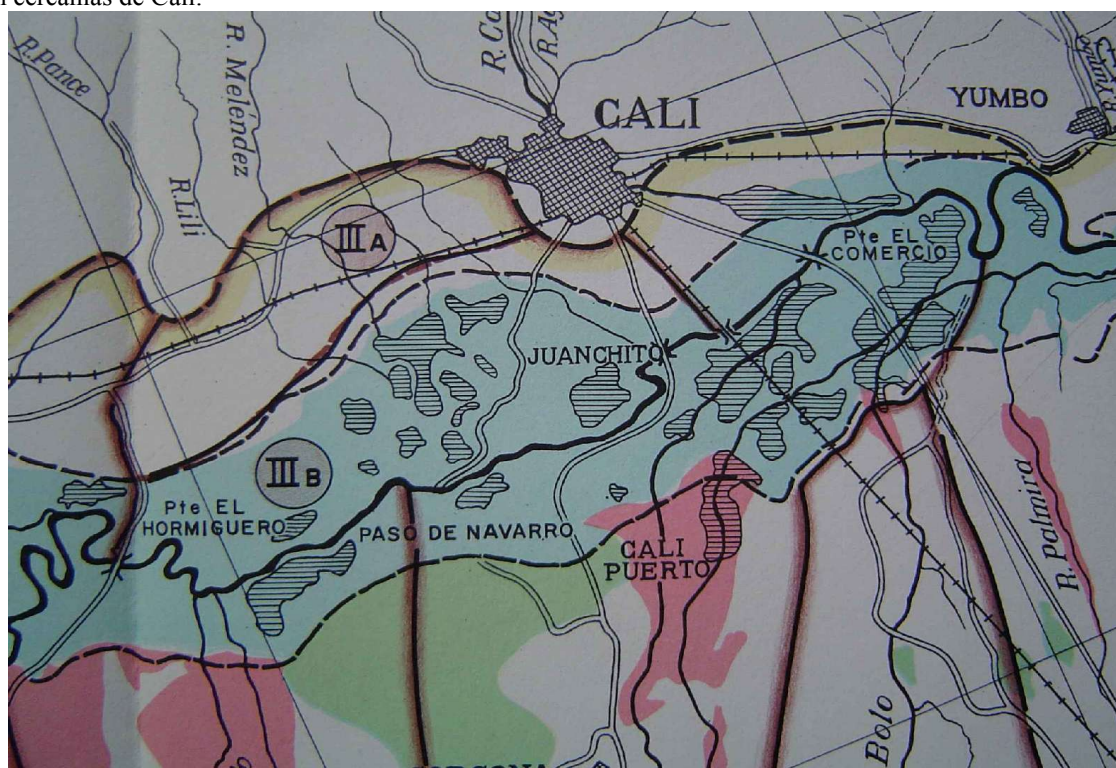 cercanías de Cali.
R. Pance
R. Meléndez
R. Lili
R. Ca
R. Ag
CALI
YUMBO
III A
Pte EL
COMERCIO
JUANCHITO
III B
Pte EL
HORMIGUERO
PASO DE NAVARRO
CALI
PUERTO
R. Palmira
Bolo